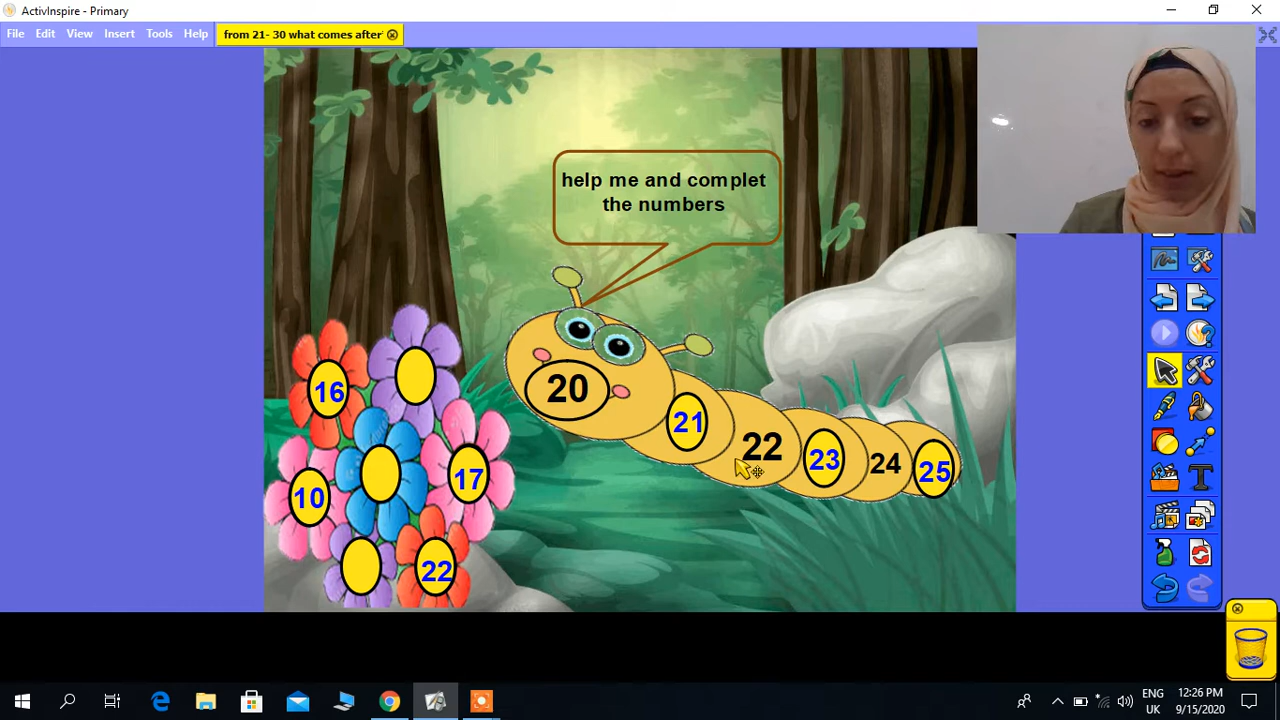 ActivInspire - Primary
File Edit View Insert Tools Help from 21- 30 what comes after'
help me and complet
the numbers
16
20
21
22
23
24
25
10
17
22
ENG 12:26 PM
UK 9/15/2020